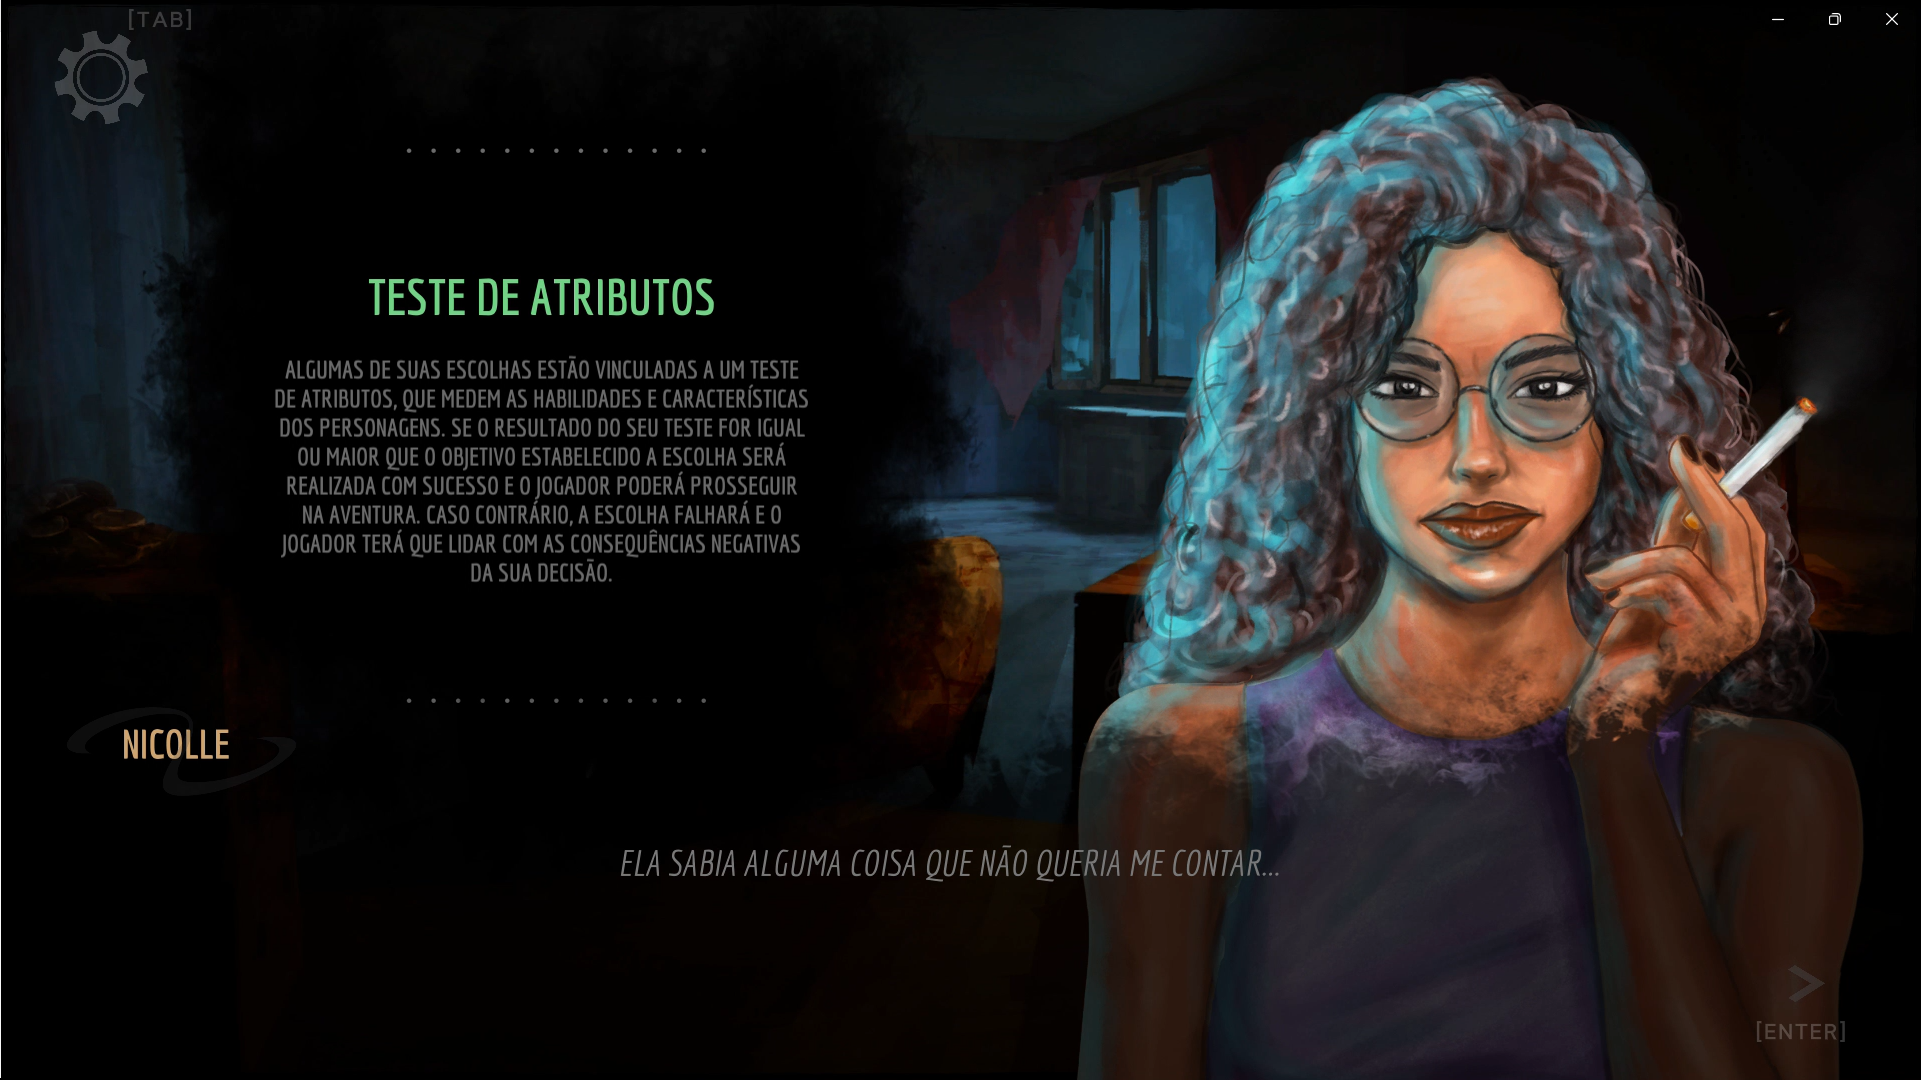 [TAB]
TESTE DE ATRIBUTOS
ALGUMAS DE SUAS ESCOLHAS ESTÃO VINCULADAS A UM TESTE
DE ATRIBUTOS, QUE MEDEM AS HABILIDADES E CARACTERÍSTICAS
DOS PERSONAGENS. SE O RESULTADO DO SEU TESTE FOR IGUAL
OU MAIOR QUE O OBJETIVO ESTABELECIDO A ESCOLHA SERÁ
REALIZADA COM SUCESSO E O JOGADOR PODERÁ PROSSEGUIR
NA AVENTURA. CASO CONTRÁRIO, A ESCOLHA FALHARÁ E O
JOGADOR TERÁ QUE LIDAR COM AS CONSEQUÊNCIAS NEGATIVAS
DA SUA DECISÃO.
NICOLLE
ELA SABIA ALGUMA COISA QUE NÃO QUERIA ME CONTAR...
[ENTER]